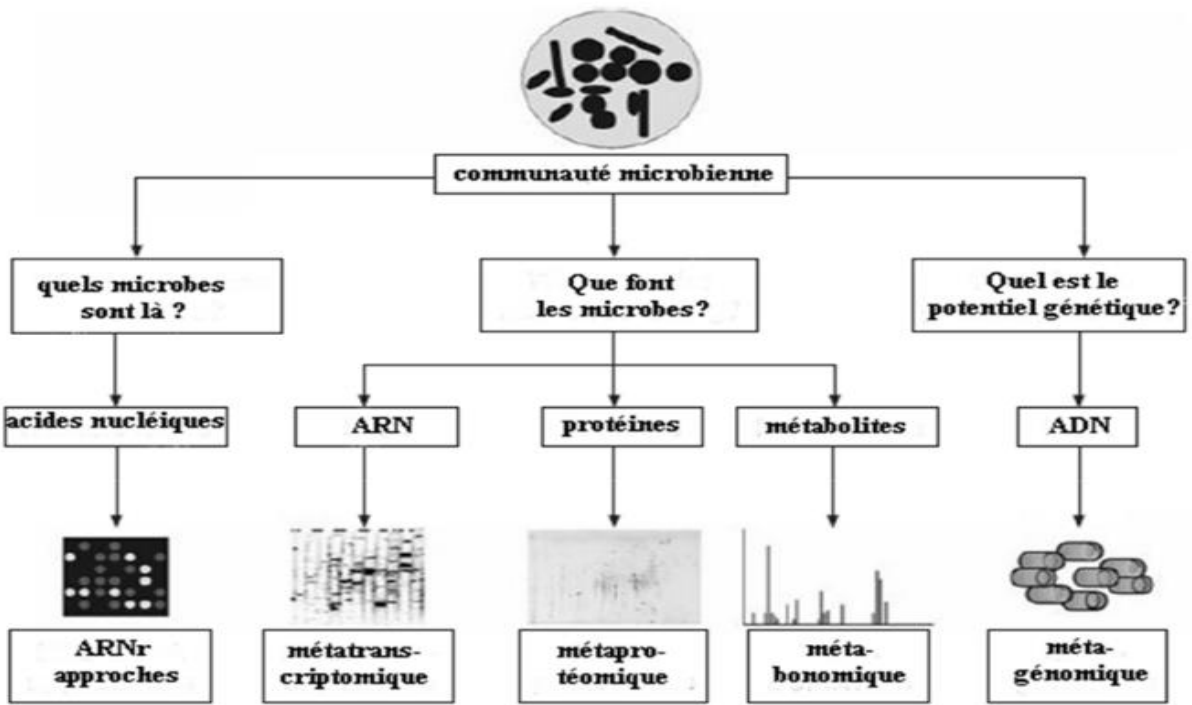 communauté microbienne
quels microbes
sont là ?
Que font
les microbes?
Quel est le
potentiel génétique?
acides nucléiques
ARN
protéines
métabolites
ADN
ARNr
approches
métatrans-
criptomique
métapro-
téomique
méta-
bonomique
méta-
génomique